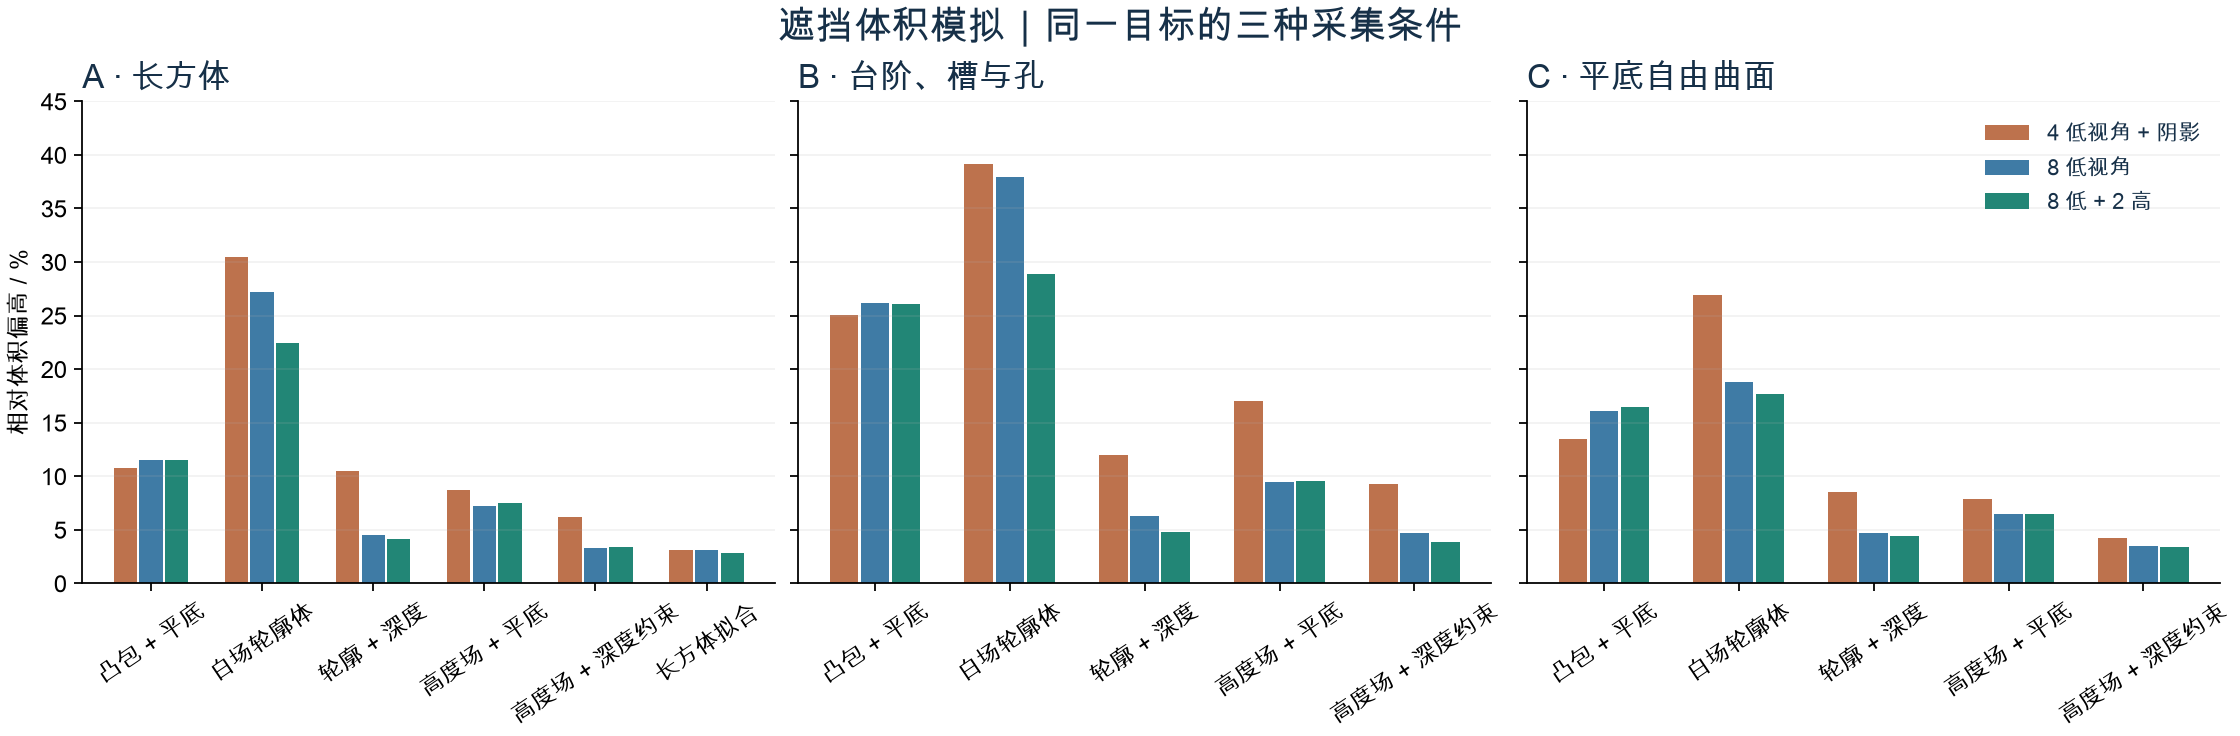 遮挡体积模拟 | 同一目标的三种采集条件
A · 长方体
B · 台阶、槽与孔
C · 平底自由曲面
相对体积偏高 / %
45
40
35
30
25
20
15
10
5
0
4 低视角 + 阴影
8 低视角
8 低 + 2 高
凸包 + 平底
白场轮廓体
轮廓 + 深度
高度场 + 平底
高度场 + 深度约束
长方体拟合
凸包 + 平底
白场轮廓体
轮廓 + 深度
高度场 + 平底
高度场 + 深度约束
凸包 + 平底
白场轮廓体
轮廓 + 深度
高度场 + 平底
高度场 + 深度约束